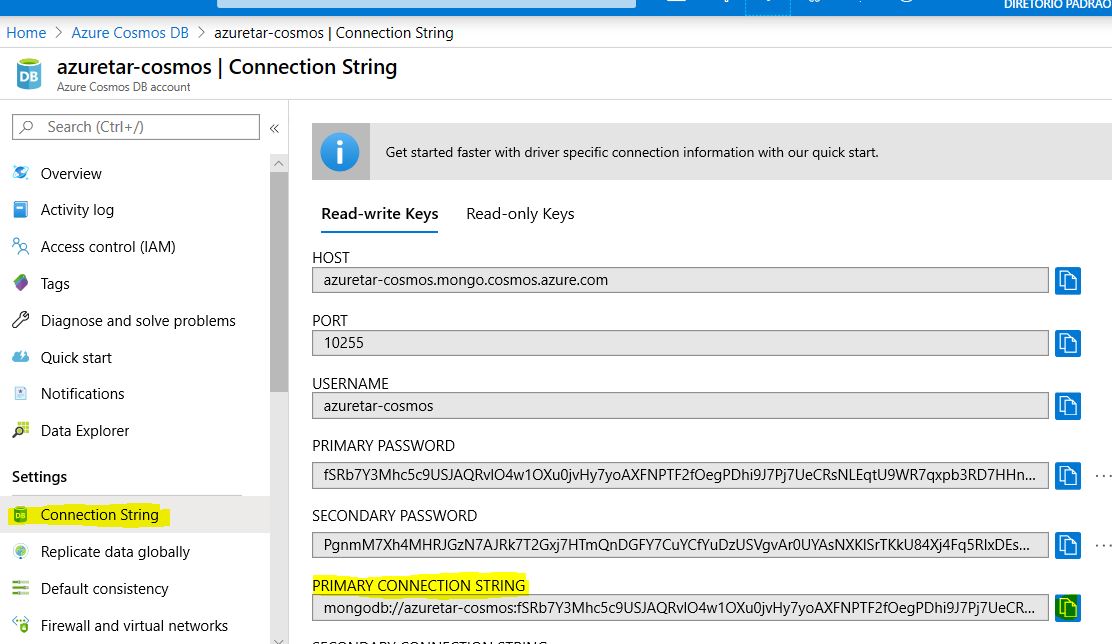 DIRETÓRIO PADRÃO
Home > Azure Cosmos DB > azuretar-cosmos | Connection String
azuretar-cosmos | Connection String
Azure Cosmos DB account
Search (Ctrl+/)
«
Overview
Activity log
Access control (IAM)
Tags
Diagnose and solve problems
Quick start
Notifications
Data Explorer
Settings
Connection String
Replicate data globally
Default consistency
Firewall and virtual networks
Get started faster with driver specific connection information with our quick start.
Read-write Keys Read-only Keys
HOST
azuretar-cosmos.mongo.cosmos.azure.com
PORT
10255
USERNAME
azuretar-cosmos
PRIMARY PASSWORD
fSRb7Y3Mhc5c9USJAQRvlO4w1OXu0jvHy7yoAXFNPTF2fOegPDhi9J7Pj7UeCRsNLEqtU9WR7qxpb3RD7HHn...
SECONDARY PASSWORD
PgnmM7Xh4MHRJGzN7AJRk7T2Gxj7HTmQnDGFY7CuYCfYuDzUSVgvAr0UYAsNXKlSrTKkU84Xj4Fq5RlxDEs...
PRIMARY CONNECTION STRING
mongodb://azuretar-cosmos:fSRb7Y3Mhc5c9USJAQRvlO4w1OXu0jvHy7yoAXFNPTF2fOegPDhi9J7Pj7UeCR...
SECONDARY CONNECTION STRING